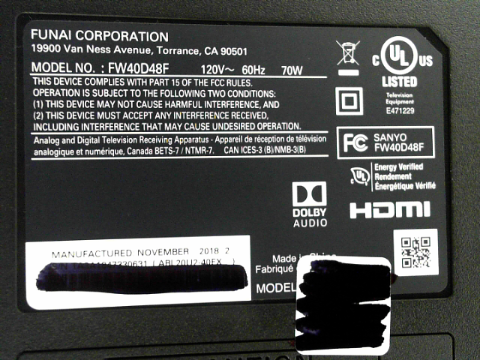 FUNAI CORPORATION
19900 Van Ness Avenue, Torrance, CA 90501
MODEL NO. : FW40D48F 120V~ 60Hz 70W
THIS DEVICE COMPLIES WITH PART 15 OF THE FCC RULES.
OPERATION IS SUBJECT TO THE FOLLOWING TWO CONDITIONS:
(1) THIS DEVICE MAY NOT CAUSE HARMFUL INTERFERENCE, AND
(2) THIS DEVICE MUST ACCEPT ANY INTERFERENCE RECEIVED,
INCLUDING INTERFERENCE THAT MAY CAUSE UNDESIRED OPERATION.
Analog and Digital Television Receiving Apparatus - Appareil de réception de télévision
analogique et numérique, Canada BETS-7 / NTMR-7. CAN ICES-3 (B)/NMB-3(B)
C UL US
LISTED
Television
Equipment
E471229
FC SANYO
FW40D48F
Energy Verified
Rendement
Énergétique Vérifié
DOLBY
AUDIO
HDMI
MANUFACTURED NOVEMBER 2018 Z
Made in China
Fabriqué
MODEL